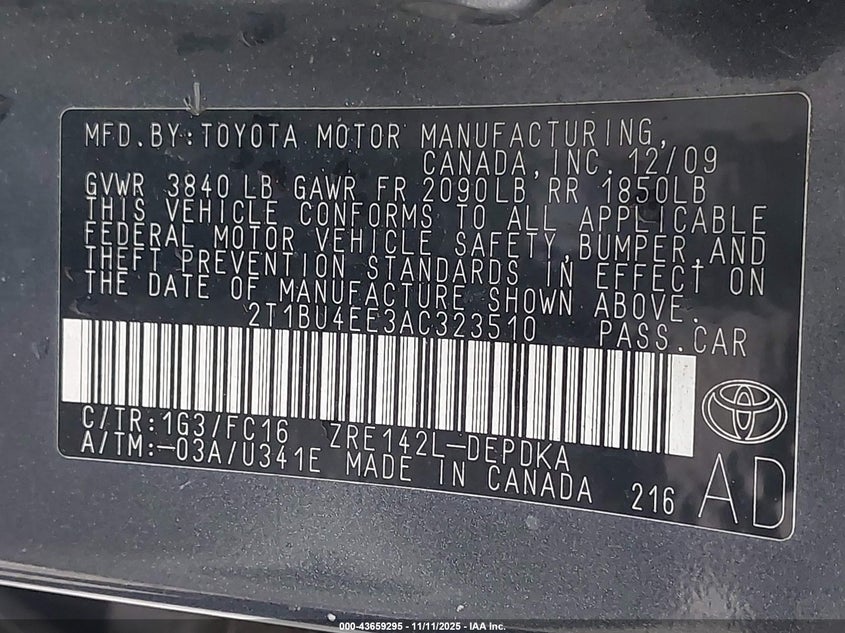 MFD.BY:TOYOTA MOTOR MANUFACTURING,
CANADA,INC. 12/09
GVWR 3840 LB GAWR FR 2090LB RR 1850LB
THIS VEHICLE CONFORMS TO ALL APPLICABLE
FEDERAL MOTOR VEHICLE SAFETY,BUMPER,AND
THEFT PREVENTION STANDARDS IN EFFECT ON
THE DATE OF MANUFACTURE SHOWN ABOVE.
2T1BU4EE3AC323510 PASS.CAR
C/TR:1G3/FC16 ZRE142L-DEPDKA
A/TM:-03A/U341E MADE IN CANADA 216 AD
000-43659295 - 11/11/2025 - IAA Inc.